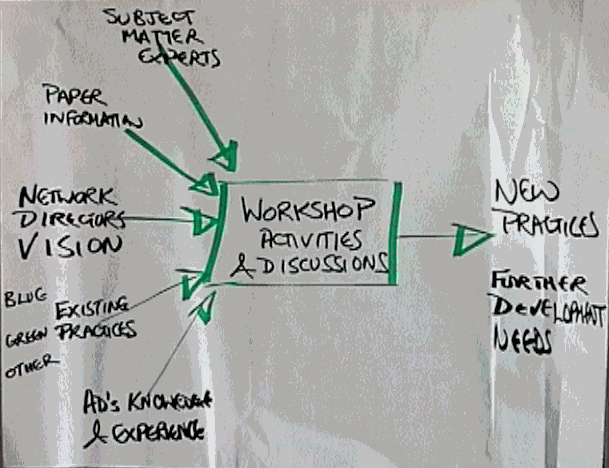 SUBJECT
MATTER
EXPERTS
PAPER
INFORMATION
NETWORK
DIRECTORS
VISION
BLUG
GREEN
OTHER
EXISTING
PRACTICES
AD'S KNOWLEDGE
& EXPERIENCE
WORKSHOP
ACTIVITIES
& DISCUSSIONS
NEW
PRACTICES
FURTHER
DEVELOPMENT
NEEDS